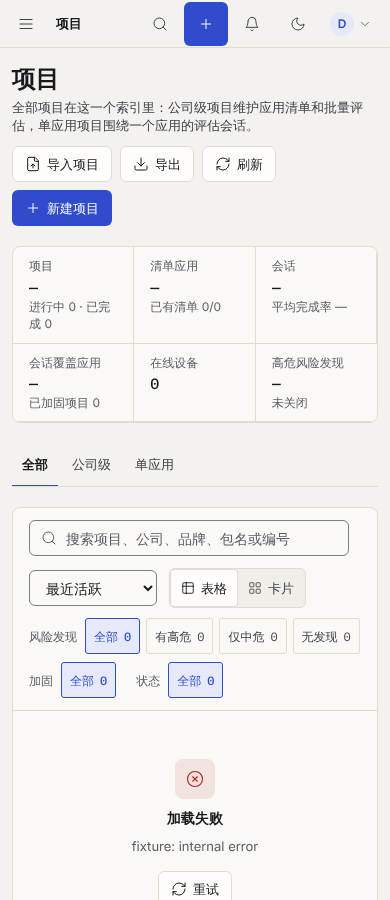 项目
D
项目
全部项目在这一个索引里：公司级项目维护应用清单和批量评
估，单应用项目围绕一个应用的评估会话。
导入项目 导出 刷新
新建项目
项目 清单应用 会话
— — —
进行中 0 · 已完成 0 已有清单 0/0 平均完成率 —
会话覆盖应用 在线设备 高危风险发现
— 0 —
已加固项目 0 未关闭
全部 公司级 单应用
搜索项目、公司、品牌、包名或编号
最近活跃 表格 卡片
风险发现 全部 0 有高危 0 仅中危 0 无发现 0
加固 全部 0 状态 全部 0
加载失败
fixture: internal error
重试